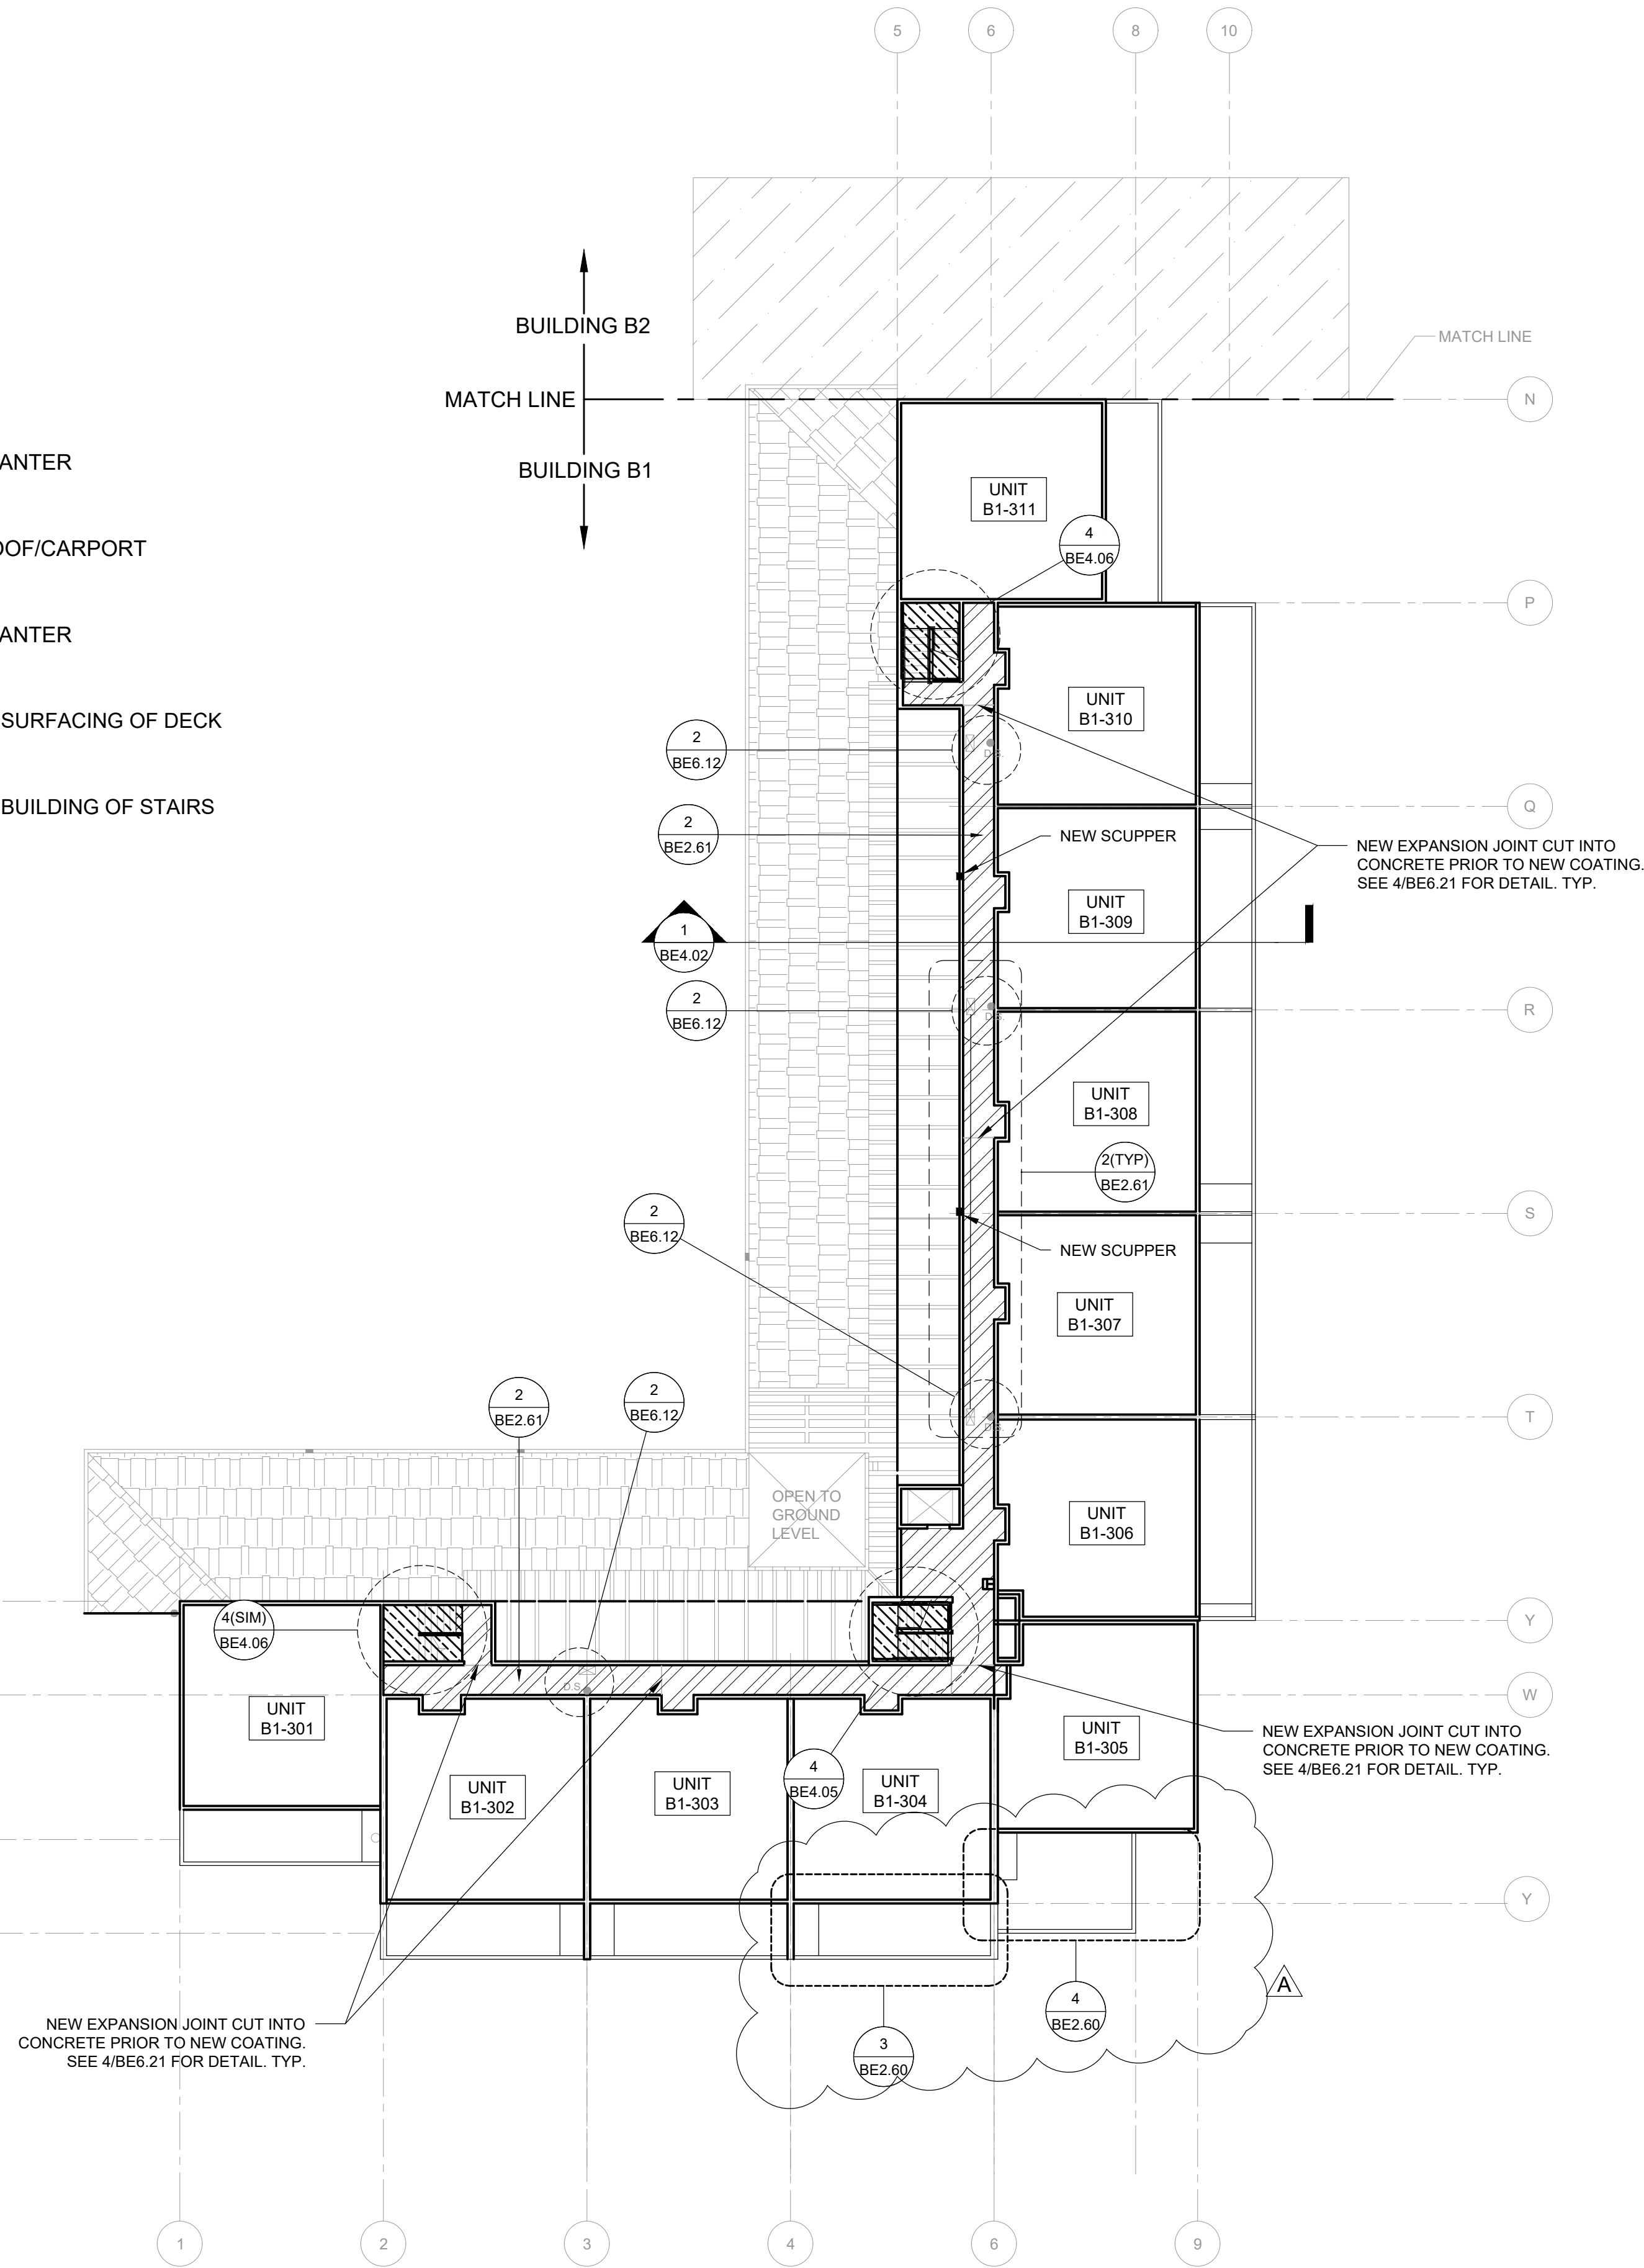 5
6
8
10
BUILDING B2
MATCH LINE
MATCH LINE
N
BUILDING B1
ANTER
OOF/CARPORT
ANTER
SURFACING OF DECK
BUILDING OF STAIRS
UNIT
B1-311
4
BE4.06
P
UNIT
B1-310
2
BE6.12
D.S.
Q
2
BE2.61
NEW SCUPPER
NEW EXPANSION JOINT CUT INTO
CONCRETE PRIOR TO NEW COATING.
SEE 4/BE6.21 FOR DETAIL. TYP.
UNIT
B1-309
1
BE4.02
2
BE6.12
D.S.
R
UNIT
B1-308
2(TYP)
BE2.61
2
BE6.12
S
NEW SCUPPER
UNIT
B1-307
2
BE2.61
2
BE6.12
D.S.
T
OPEN TO
GROUND
LEVEL
UNIT
B1-306
4(SIM)
BE4.06
Y
D.S.
W
UNIT
B1-301
UNIT
B1-305
NEW EXPANSION JOINT CUT INTO
CONCRETE PRIOR TO NEW COATING.
SEE 4/BE6.21 FOR DETAIL. TYP.
UNIT
B1-302
UNIT
B1-303
4
BE4.05
UNIT
B1-304
Y
A
4
BE2.60
3
BE2.60
NEW EXPANSION JOINT CUT INTO
CONCRETE PRIOR TO NEW COATING.
SEE 4/BE6.21 FOR DETAIL. TYP.
1
2
3
4
6
9